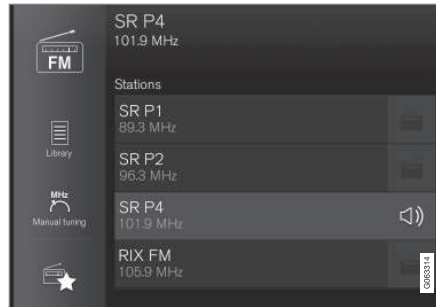 SR P4
101.9 MHz
FM
Stations
SR P1
89.3 MHz
Library
SR P2
96.3 MHz
MHz
Manual tuning
SR P4
101.9 MHz
RIX FM
105.9 MHz
G063314